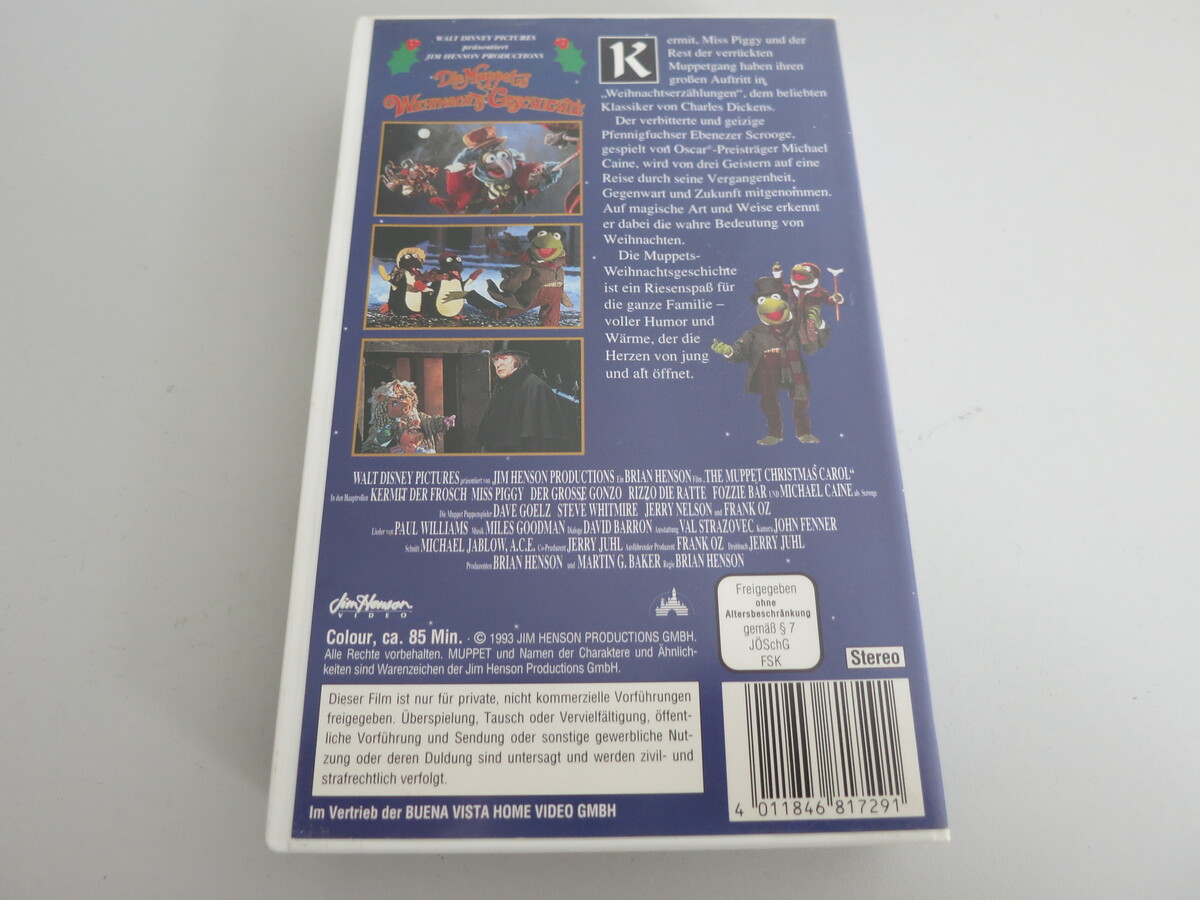 WALT DISNEY PICTURES
präsentiert
JIM HENSON PRODUCTIONS
Die Muppets
Weihnachts Geschichte
Kermit, Miss Piggy und der
Rest der verrückten
Muppetgang haben ihren
großen Auftritt in
„Weihnachtserzählungen", dem beliebten
Klassiker von Charles Dickens.
Der verbitterte und geizige
Pfennigfuchser Ebenezer Scrooge,
gespielt von Oscar®-Preisträger Michael
Caine, wird von drei Geistern auf eine
Reise durch seine Vergangenheit,
Gegenwart und Zukunft mitgenommen.
Auf magische Art und Weise erkennt
er dabei die wahre Bedeutung von
Weihnachten.
Die Muppets-
Weihnachtsgeschichte
ist ein Riesenspaß für
die ganze Familie –
voller Humor und
Wärme, der die
Herzen von jung
und alt öffnet.
WALT DISNEY PICTURES präsentiert von JIM HENSON PRODUCTIONS Ein BRIAN HENSON Film „THE MUPPET CHRISTMAS CAROL"
In den Hauptrollen KERMIT DER FROSCH MISS PIGGY DER GROSSE GONZO RIZZO DIE RATTE FOZZIE BÄR UND MICHAEL CAINE als Scrooge
Die Muppet Puppenspieler DAVE GOELZ STEVE WHITMIRE JERRY NELSON und FRANK OZ
Lieder von PAUL WILLIAMS Musik MILES GOODMAN Dialoge DAVID BARRON Ausstattung VAL STRAZOVEC Kamera JOHN FENNER
Schnitt MICHAEL JABLOW, A.C.E. Co-Produzent JERRY JUHL Ausführender Produzent FRANK OZ Drehbuch JERRY JUHL
Produzenten BRIAN HENSON und MARTIN G. BAKER Regie BRIAN HENSON
Jim Henson
VIDEO
Colour, ca. 85 Min. · © 1993 JIM HENSON PRODUCTIONS GMBH.
Alle Rechte vorbehalten. MUPPET und Namen der Charaktere und Ähnlich-
keiten sind Warenzeichen der Jim Henson Productions GmbH.
Freigegeben
ohne
Altersbeschränkung
gemäß § 7
JÖSchG
FSK
Stereo
Dieser Film ist nur für private, nicht kommerzielle Vorführungen
freigegeben. Überspielung, Tausch oder Vervielfältigung, öffent-
liche Vorführung und Sendung oder sonstige gewerbliche Nut-
zung oder deren Duldung sind untersagt und werden zivil- und
strafrechtlich verfolgt.
Im Vertrieb der BUENA VISTA HOME VIDEO GMBH
4 011846 817291